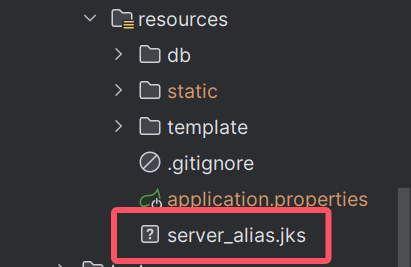 resources
db
static
template
.gitignore
application.properties
server_alias.jks